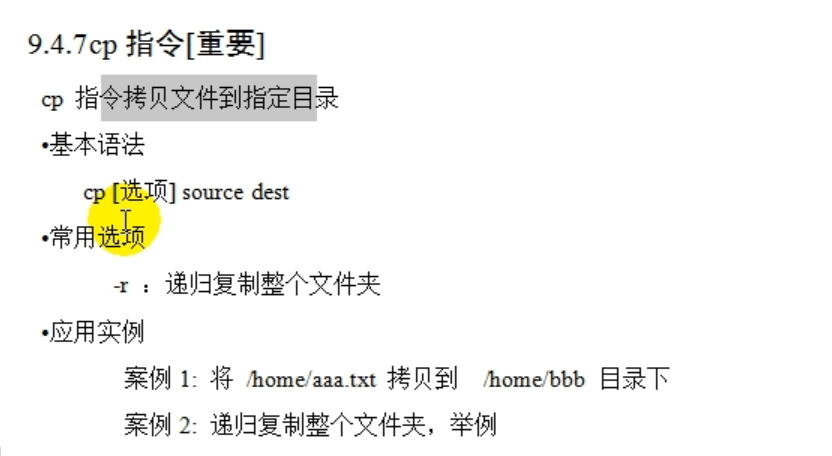 9.4.7cp 指令[重要]
cp 指令拷贝文件到指定目录
•基本语法
cp [选项] source dest
•常用选项
-r ：递归复制整个文件夹
•应用实例
案例 1: 将 /home/aaa.txt 拷贝到 /home/bbb 目录下
案例 2: 递归复制整个文件夹，举例